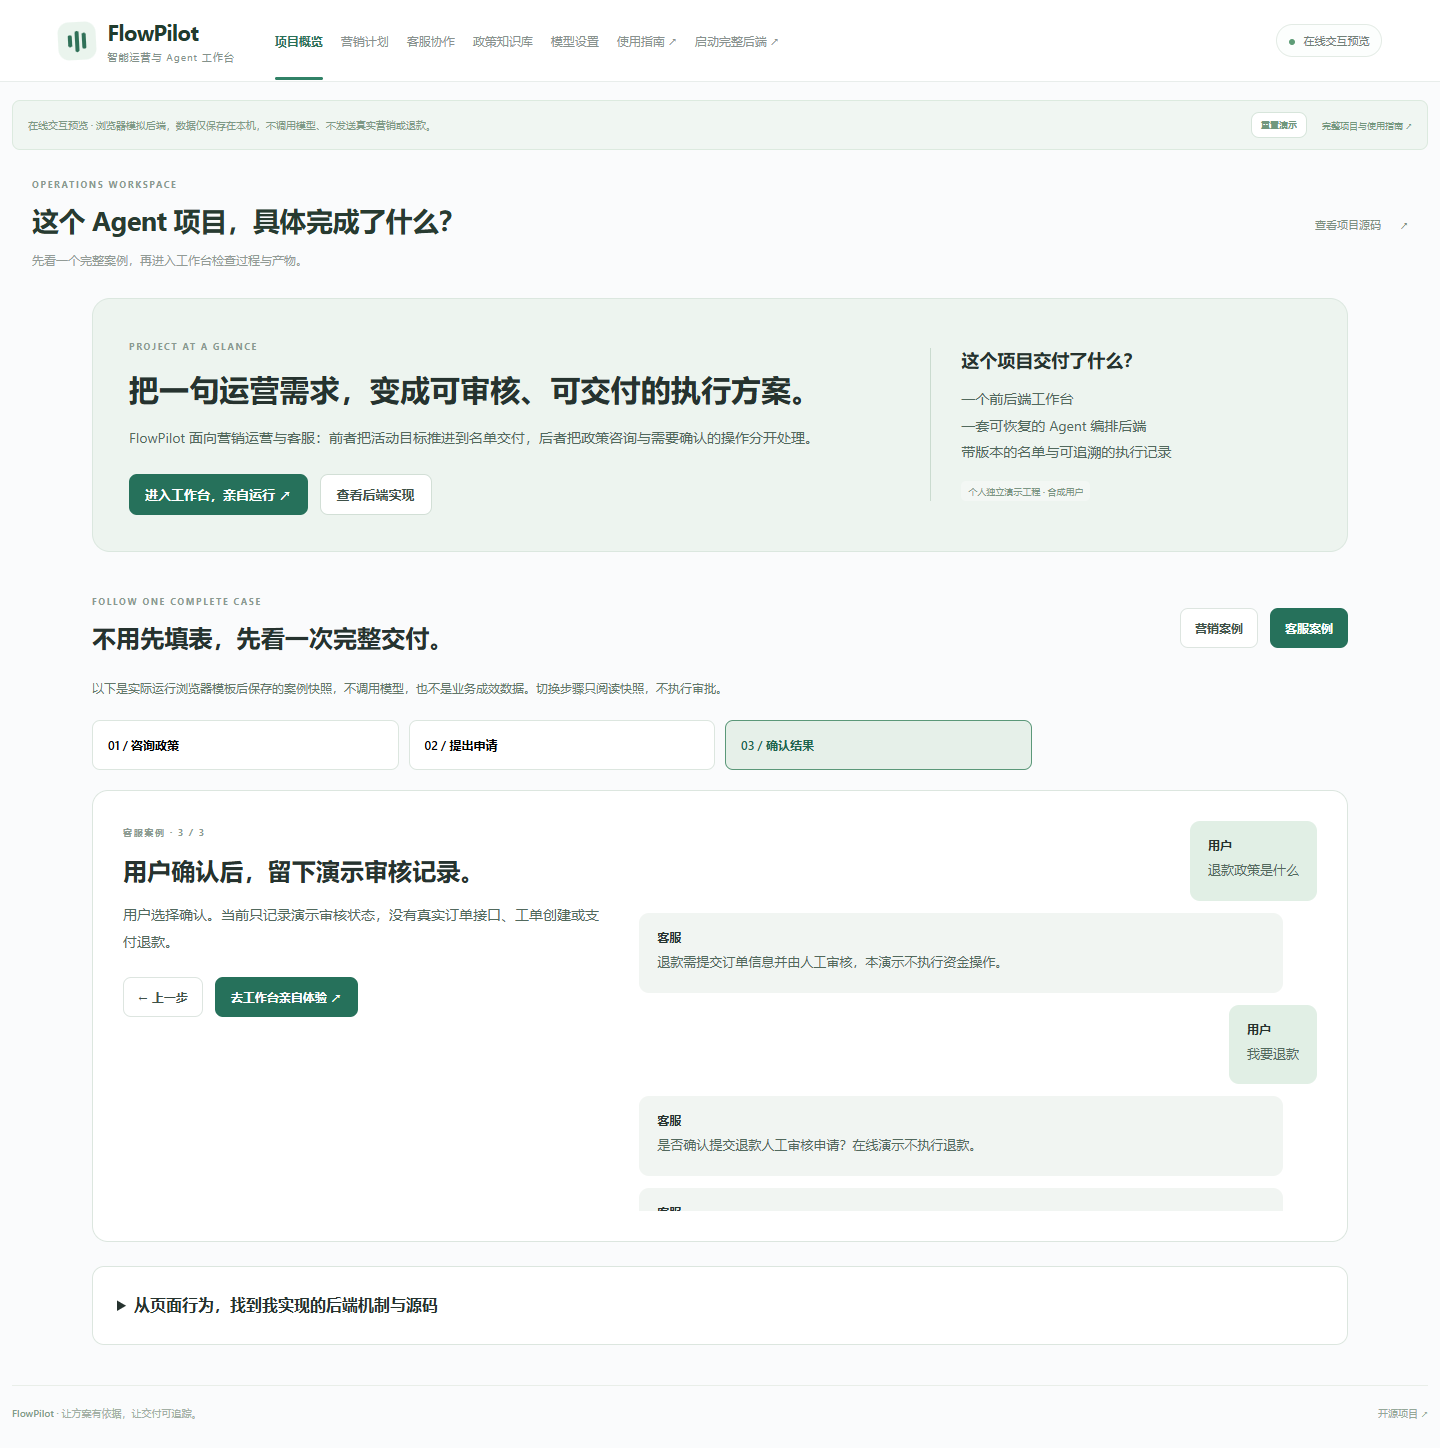 FlowPilot
智能运营与 Agent 工作台
项目概览 营销计划 客服协作 政策知识库 模型设置 使用指南 ↗ 启动完整后端 ↗
在线交互预览
在线交互预览 · 浏览器模拟后端，数据仅保存在本机，不调用模型、不发送真实营销或退款。
重置演示
完整项目与使用指南 ↗
OPERATIONS WORKSPACE
这个 Agent 项目，具体完成了什么？
查看项目源码 ↗
先看一个完整案例，再进入工作台检查过程与产物。
PROJECT AT A GLANCE
把一句运营需求，变成可审核、可交付的执行方案。
FlowPilot 面向营销运营与客服：前者把活动目标推进到名单交付，后者把政策咨询与需要确认的操作分开处理。
进入工作台，亲自运行 ↗
查看后端实现
这个项目交付了什么？
一个前后端工作台
一套可恢复的 Agent 编排后端
带版本的名单与可追溯的执行记录
个人独立演示工程 · 合成用户
FOLLOW ONE COMPLETE CASE
不用先填表，先看一次完整交付。
营销案例
客服案例
以下是实际运行浏览器模板后保存的案例快照，不调用模型，也不是业务成效数据。切换步骤只阅读快照，不执行审批。
01 / 咨询政策
02 / 提出申请
03 / 确认结果
客服案例 · 3 / 3
用户确认后，留下演示审核记录。
用户选择确认。当前只记录演示审核状态，没有真实订单接口、工单创建或支
付退款。
← 上一步
去工作台亲自体验 ↗
用户
退款政策是什么
客服
退款需提交订单信息并由人工审核，本演示不执行资金操作。
用户
我要退款
客服
是否确认提交退款人工审核申请？在线演示不执行退款。
客服
▶ 从页面行为，找到我实现的后端机制与源码
FlowPilot · 让方案有依据，让交付可追踪。
开源项目 ↗